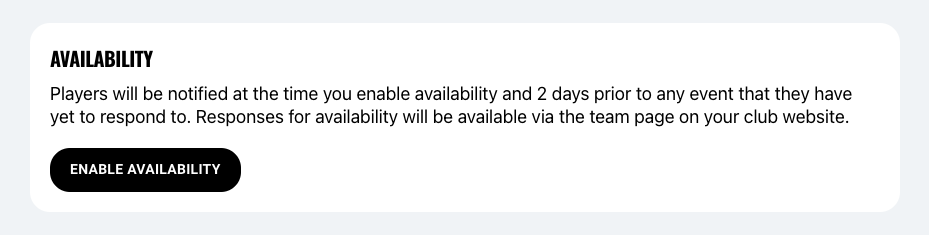 AVAILABILITY
Players will be notified at the time you enable availability and 2 days prior to any event that they have
yet to respond to. Responses for availability will be available via the team page on your club website.
ENABLE AVAILABILITY